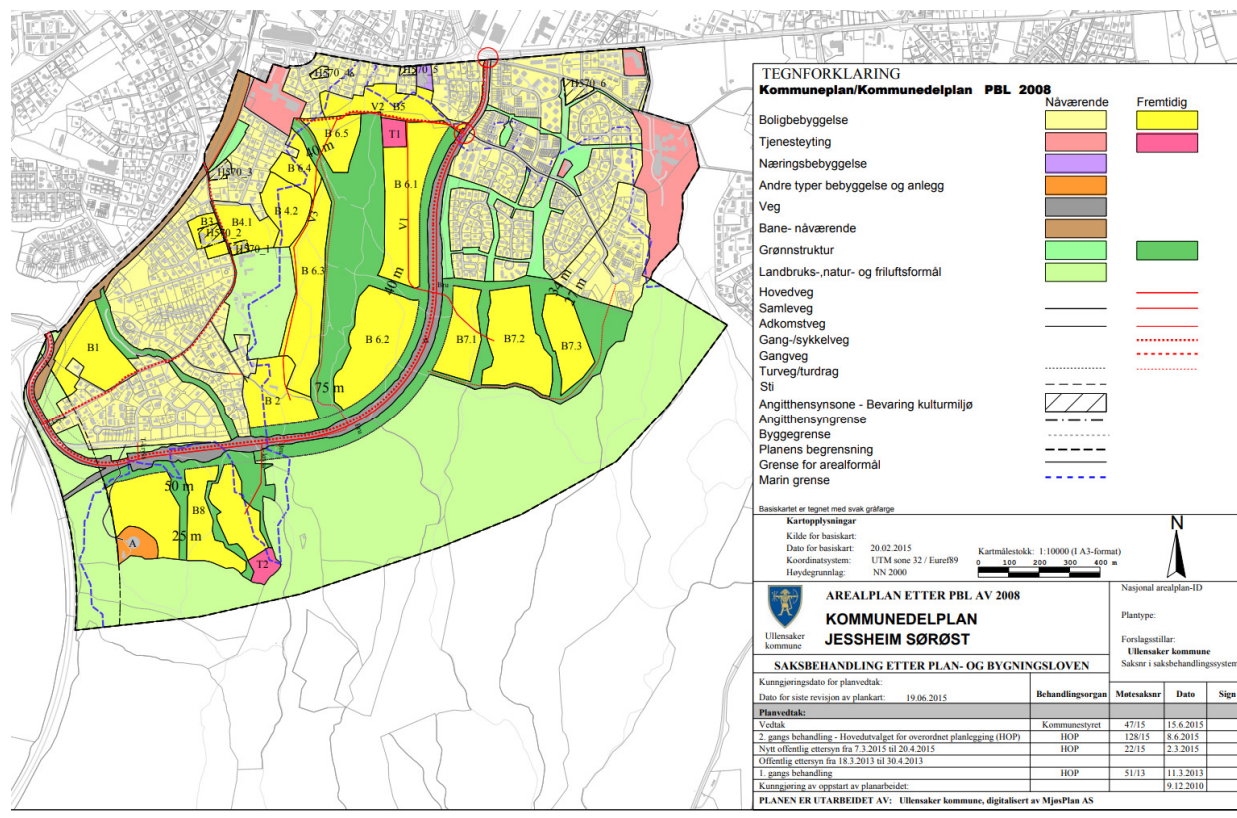 H570_4
H570_5
H570_6
V2 B5
B 6.5
T1
40 m
B 6.4
B 6.1
H570_3
B 4.2
V3
V1
B3
B4.1
H570_2
H570_1
B 6.3
40 m
34 m
27 m
Bru
B1
B 6.2
B7.1
B7.2
B7.3
75 m
B 2
50 m
B8
25 m
A
T2
TEGNFORKLARING
Kommuneplan/Kommunedelplan PBL 2008
Nåværende Fremtidig
Boligbebyggelse
Tjenesteyting
Næringsbebyggelse
Andre typer bebyggelse og anlegg
Veg
Bane- nåværende
Grønnstruktur
Landbruks-,natur- og friluftsformål
Hovedveg
Samleveg
Adkomstveg
Gang-/sykkelveg
Gangveg
Turveg/turdrag
Sti
Angitthensynsone - Bevaring kulturmiljø
Angitthensyngrense
Byggegrense
Planens begrensning
Grense for arealformål
Marin grense
Basiskartet er tegnet med svak gråfarge
Kartopplysningar
Kilde for basiskart:
Dato for basiskart: 20.02.2015
Koordinatsystem: UTM sone 32 / Euref89
Høydegrunnlag: NN 2000
Kartmålestokk: 1:10000 (I A3-format)
0 100 200 300 400 m
N
Ullensaker
kommune
AREALPLAN ETTER PBL AV 2008
KOMMUNEDELPLAN
JESSHEIM SØRØST
Nasjonal arealplan-ID
Plantype:
Forslagsstillar:
Ullensaker kommune
Saksnr i saksbehandlingssystem
SAKSBEHANDLING ETTER PLAN- OG BYGNINGSLOVEN
Kunngjøringsdato for planvedtak:
Dato for siste revisjon av plankart: 19.06.2015
Behandlingsorgan Møtesaksnr Dato Sign
Planvedtak:
Vedtak Kommunestyret 47/15 15.6.2015
2. gangs behandling - Hovedutvalget for overordnet planlegging (HOP) HOP 128/15 8.6.2015
Nytt offentlig ettersyn fra 7.3.2015 til 20.4.2015 HOP 22/15 2.3.2015
Offentlig ettersyn fra 18.3.2013 til 30.4.2013
1. gangs behandling HOP 51/13 11.3.2013
Kunngjøring av oppstart av planarbeidet: 9.12.2010
PLANEN ER UTARBEIDET AV: Ullensaker kommune, digitalisert av MjøsPlan AS